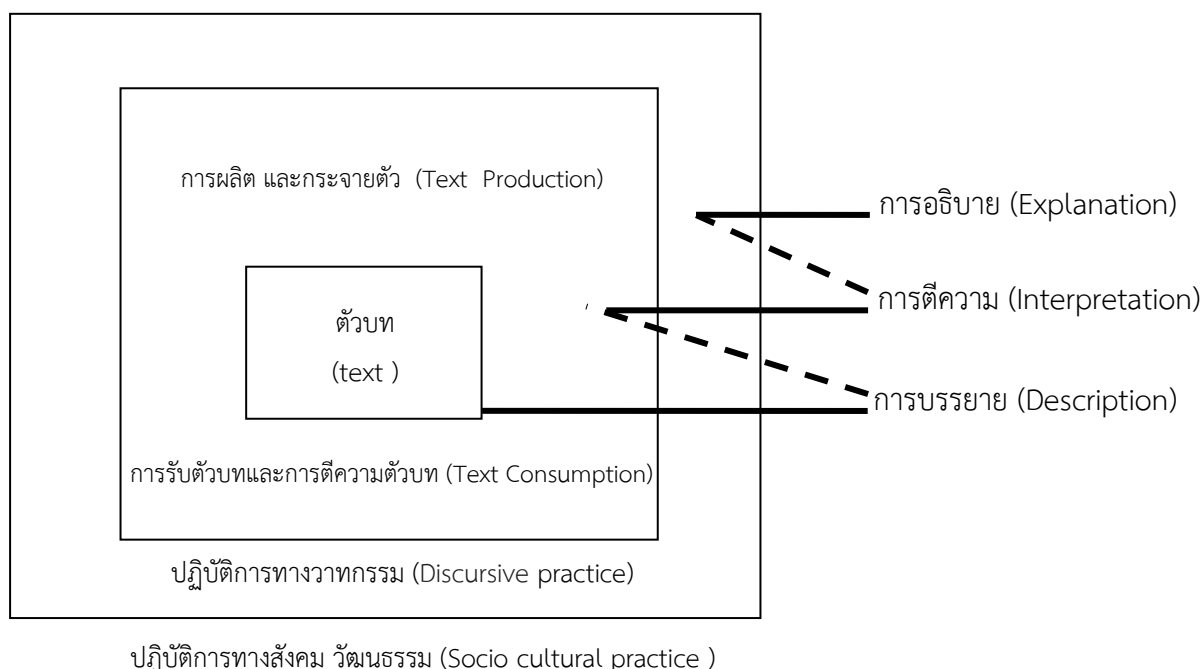 การผลิต และกระจายตัว (Text Production)
การอธิบาย (Explanation)
การตีความ (Interpretation)
ตัวบท
(text )
การบรรยาย (Description)
การรับตัวบทและการตีความตัวบท (Text Consumption)
ปฏิบัติการทางวาทกรรม (Discursive practice)
ปฏิบัติการทางสังคม วัฒนธรรม (Socio cultural practice )